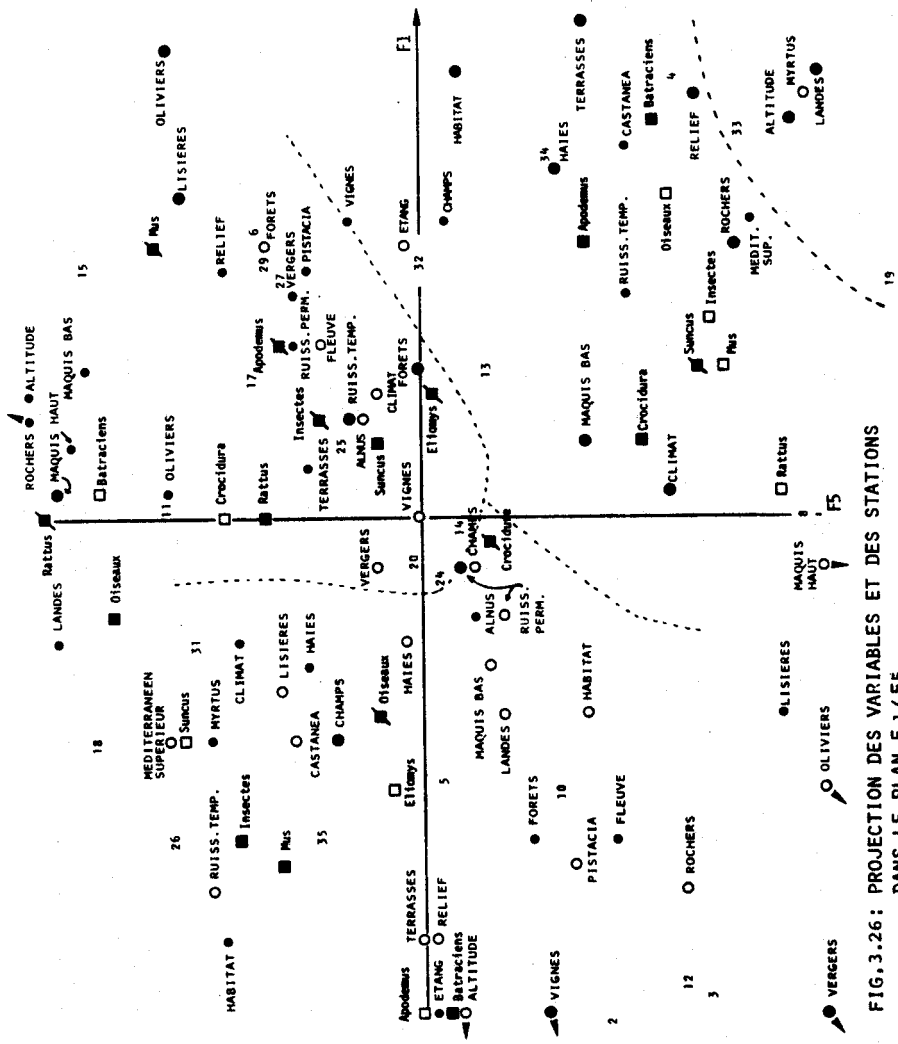 ROCHERS
ALTITUDE
Rattus
MAQUIS HAUT
LANDES
MAQUIS BAS
15
18
Batraciens
Oiseaux
OLIVIERS
Mus
LISIERES
MEDITERRANEEN
SUPERIEUR
Suncus
11
OLIVIERS
26
31
MYRTUS
RUISS.TEMP.
HABITAT
CLIMAT
Insectes
Crocidura
RELIEF
17
29
6
FORETS
27
VERGERS
PISTACIA
Apodemus
RUISS.PERM.
FLEUVE
Rattus
Mus
LISIERES
HAIES
35
CASTANEA
CHAMPS
Insectes
TERRASSES
25
RUISS.TEMP.
ALNUS
CLIMAT
VIGNES
Suncus
VERGERS
Oiseaux
HAIES
Eliomys
TERRASSES
RELIEF
Apodemus
ETANG
Batraciens
ALTITUDE
VIGNES
20
FORETS
32
ETANG
F1
Eliomys
CHAMPS
HABITAT
5
24
14
CHAMPS
Crocidura
13
ALNUS
RUISS.
PERM.
MAQUIS BAS
LANDES
FORETS
10
HABITAT
PISTACIA
FLEUVE
VIGNES
2
34
HAIES
TERRASSES
MAQUIS BAS
Apodemus
RUISS.TEMP.
CASTANEA
Batraciens
4
Crocidura
CLIMAT
Oiseaux
RELIEF
Suncus
Insectes
Mus
ROCHERS
MEDIT.
SUP.
33
ROCHERS
12
3
ALTITUDE
MYRTUS
LANDES
LISIERES
Rattus
8
F5
MAQUIS
HAUT
OLIVIERS
VERGERS
19
FIG.3.26: PROJECTION DES VARIABLES ET DES STATIONS